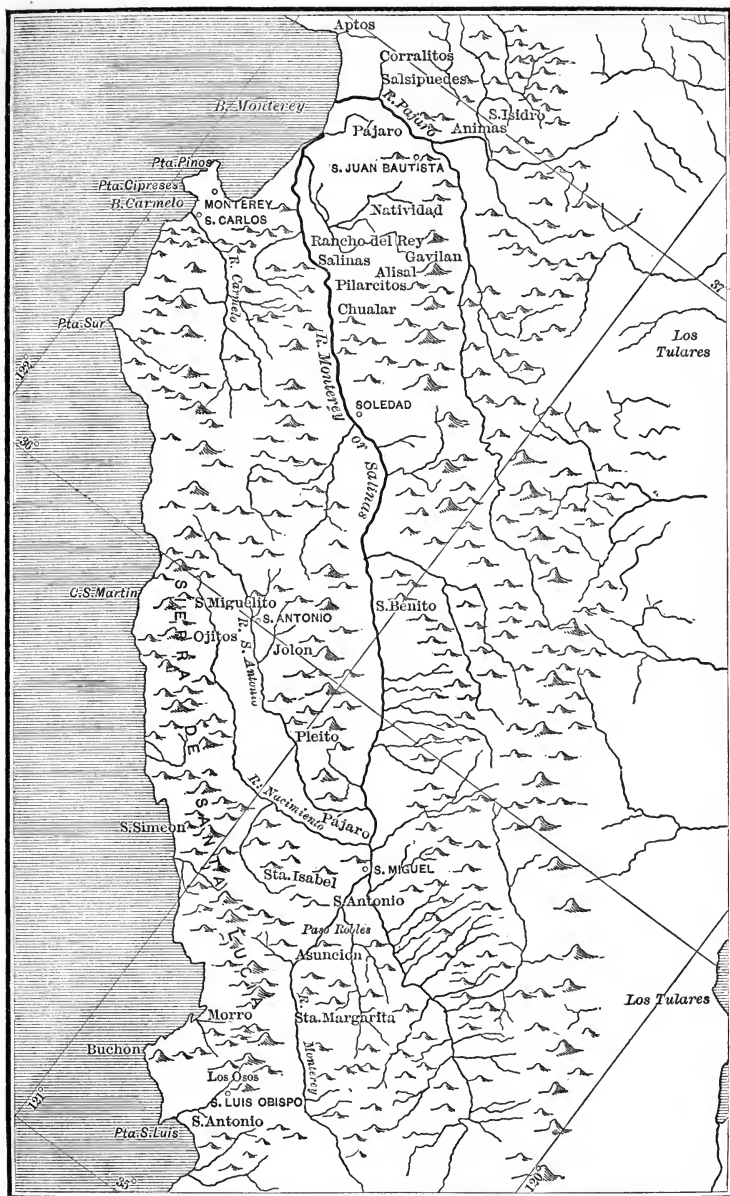 Aptos
Corralitos
Salsipuedes
B. Monterey
R. Pajaro
S. Isidro
Animas
Pájaro
Pta. Pinos
S. JUAN BAUTISTA
Pta. Cipreses
MONTEREY
B. Carmelo
S. CARLOS
Natividad
Rancho del Rey
Gavilan
Salinas
Alisal
R. Carmelo
Pilarcitos
37
Chualar
Pta. Sur
R. Monterey or Salinas
Los
Tulares
122°
SOLEDAD
36°
C. S. Martin
S. Miguelito
S. Benito
S. ANTONIO
Ojitos
R. S. Antonio
Jolon
SIERRA DE SANTA LUCIA
Pleito
R. Nacimiento
Pájaro
S. Simeon
S. MIGUEL
Sta. Isabel
S. Antonio
Paso Robles
Asuncion
Los Tulares
Morro
R. Monterey
Sta. Margarita
Buchon
Los Osos
121°
S. LUIS OBISPO
S. Antonio
Pta. S. Luis
35°
120°